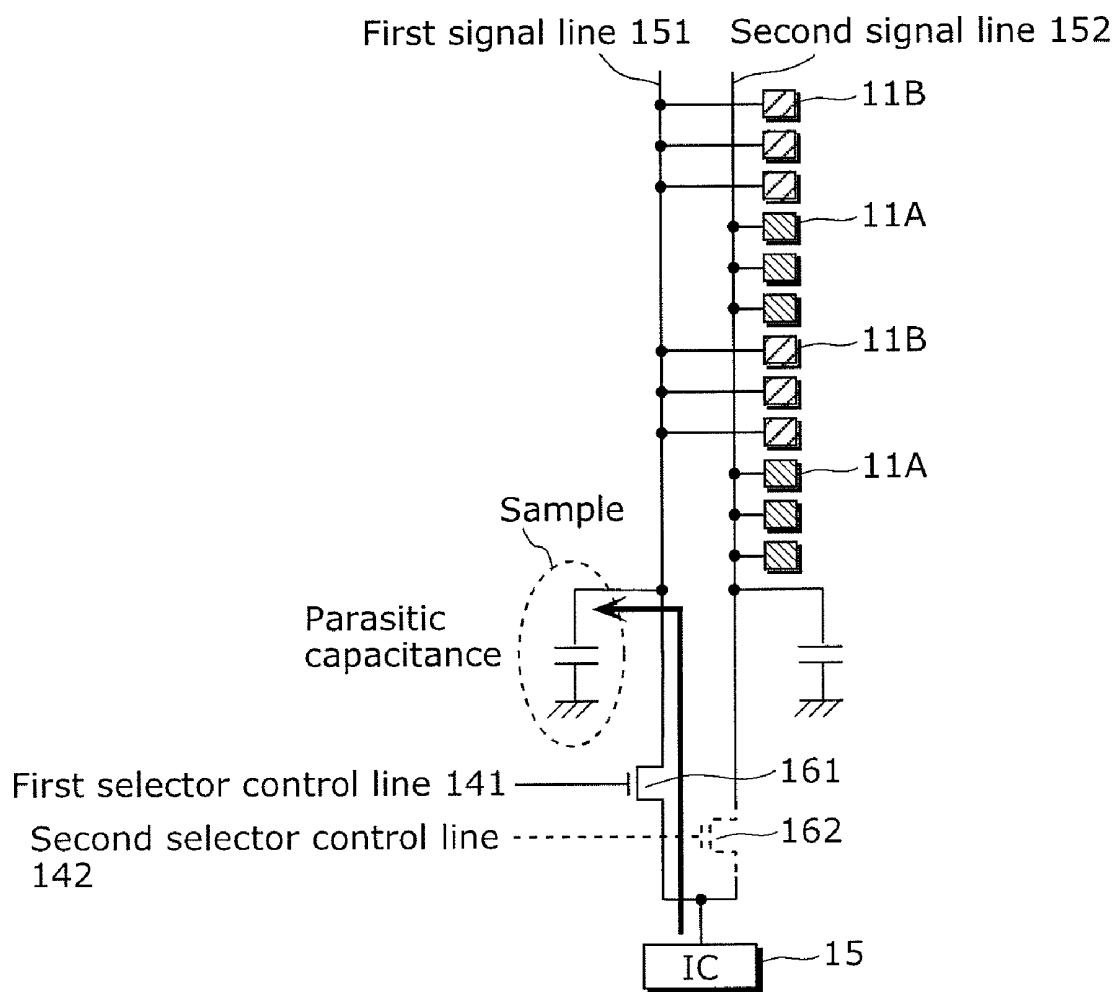 First signal line 151
Second signal line 152
11B
11A
11B
11A
Sample
Parasitic
capacitance
First selector control line 141
161
Second selector control line
142
162
15
IC